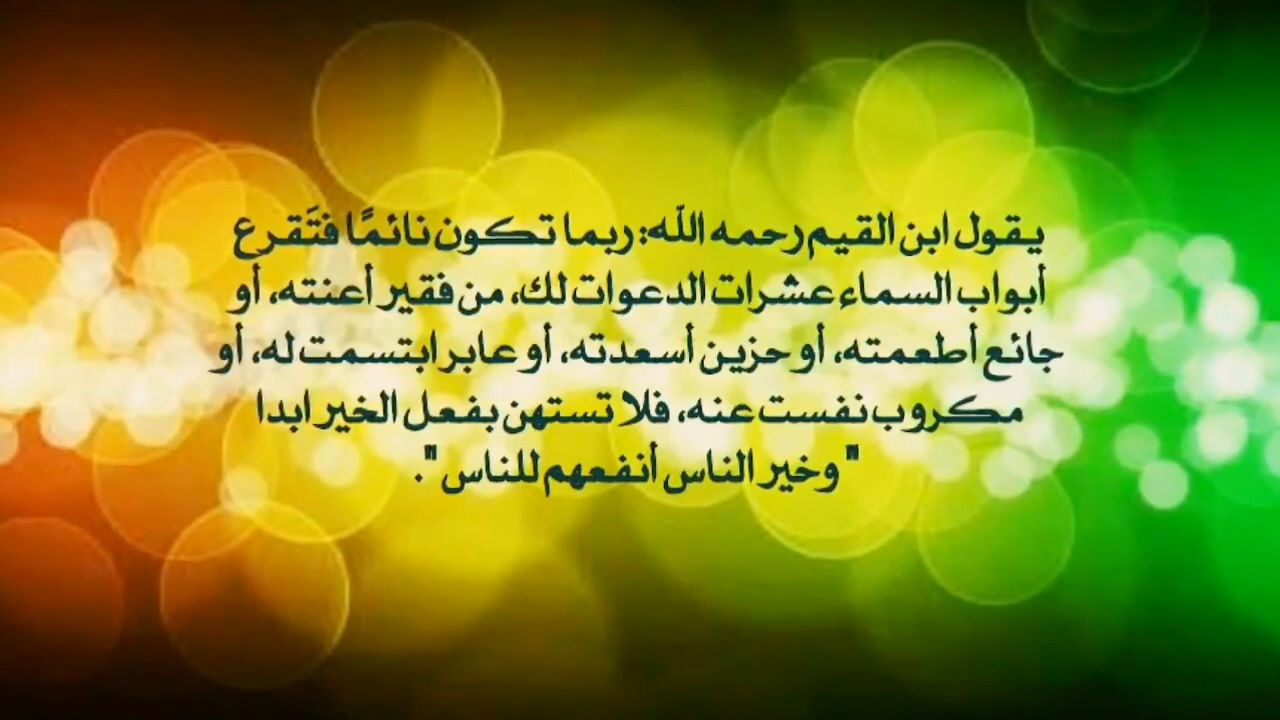 يقول ابن القيم رحمه الله: ربما تكون نائمًا فتَقرع
أبواب السماء عشرات الدعوات لك، من فقير أعنته، أو
جائع أطعمته، أو حزين أسعدته، أو عابر ابتسمت له، أو
مكروب نفست عنه، فلا تستهن بفعل الخير ابدا
" وخير الناس أنفعهم للناس ".